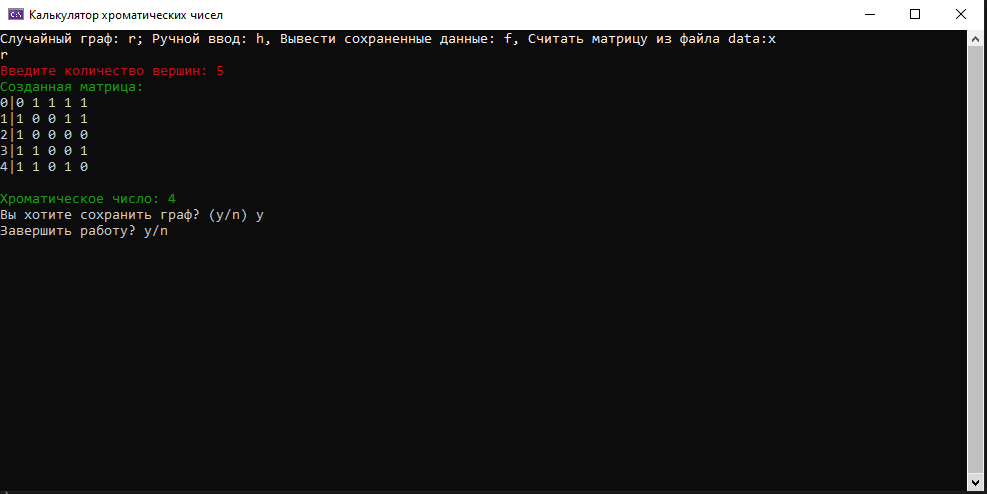 Калькулятор хроматических чисел
Случайный граф: r; Ручной ввод: h, Вывести сохраненные данные: f, Считать матрицу из файла data:x
r
Введите количество вершин: 5
Созданная матрица:
0|0 1 1 1 1
1|1 0 0 1 1
2|1 0 0 0 0
3|1 1 0 0 1
4|1 1 0 1 0
Хроматическое число: 4
Вы хотите сохранить граф? (y/n) y
Завершить работу? y/n